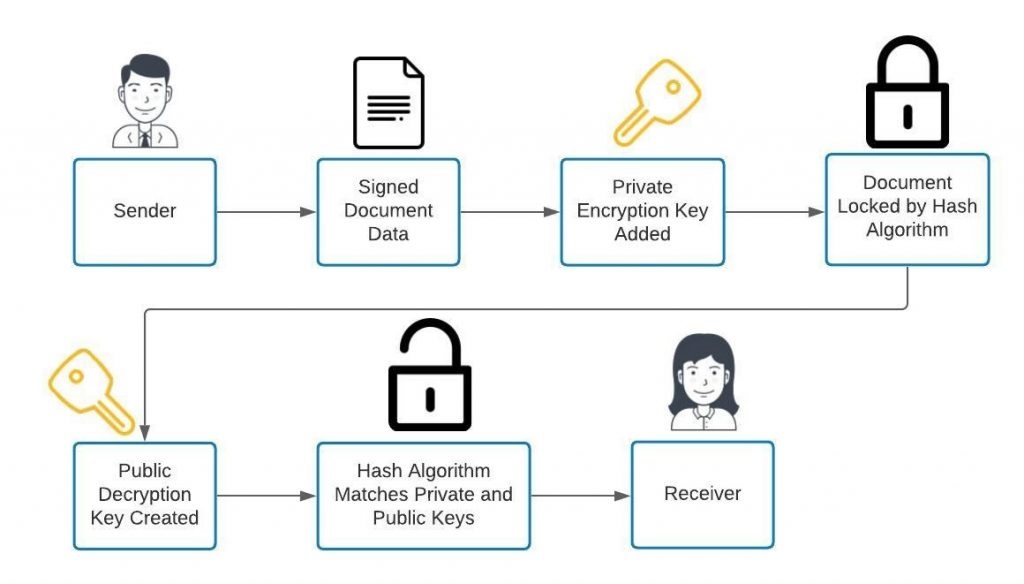 Sender
Signed
Document
Data
Private
Encryption Key
Added
Document
Locked by Hash
Algorithm
Public
Decryption
Key Created
Hash Algorithm
Matches Private and
Public Keys
Receiver